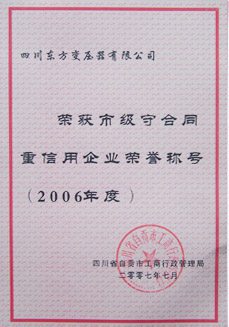 四川东方变压器有限公司
荣获市级守合同
重信用企业荣誉称号
（2006年度）
四川省自贡市工商行政管理局
二零零七年七月